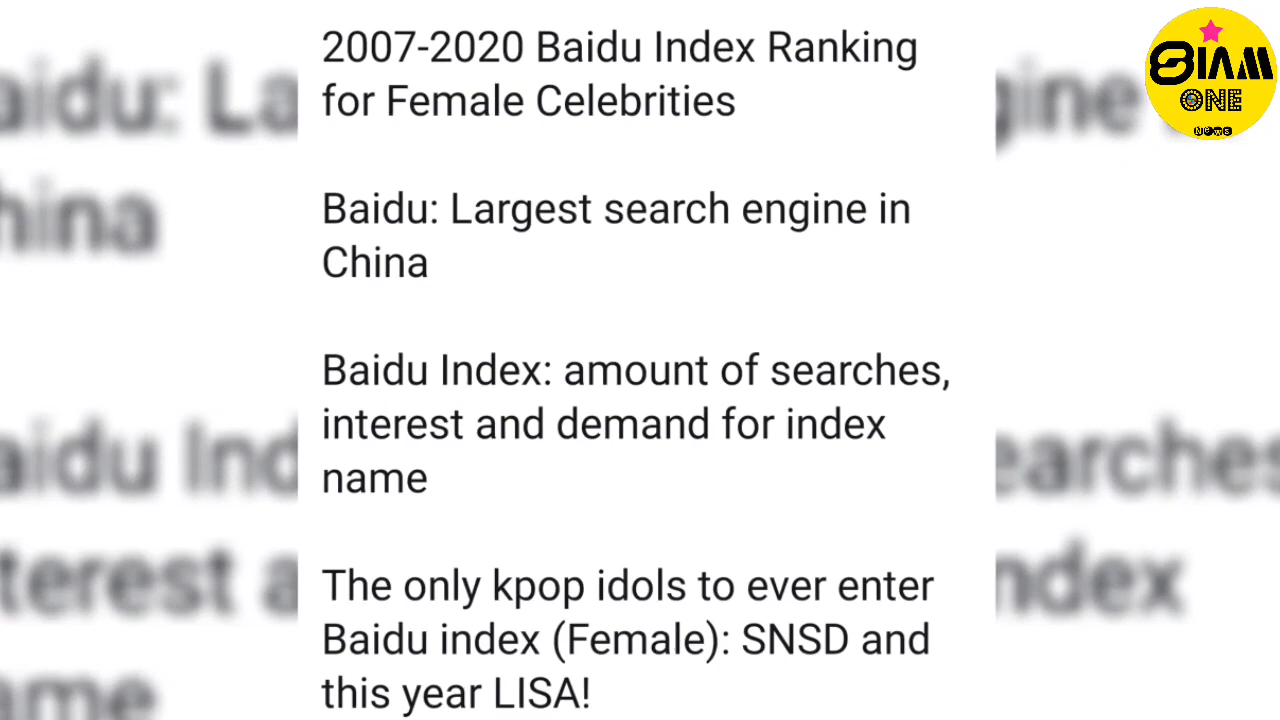 2007-2020 Baidu Index Ranking
for Female Celebrities
Baidu: Largest search engine in
China
Baidu Index: amount of searches,
interest and demand for index
name
The only kpop idols to ever enter
Baidu index (Female): SNSD and
this year LISA!
SIAM
ONE
News